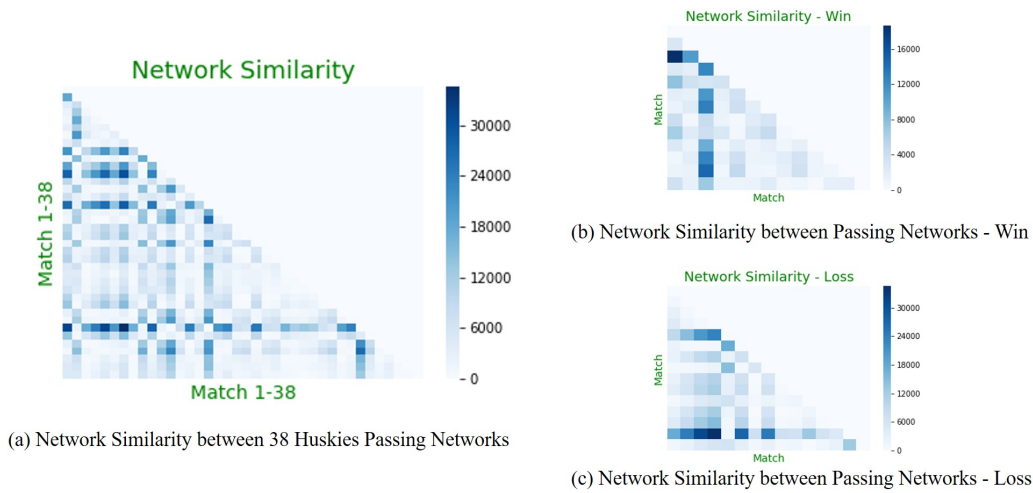 Network Similarity
Match 1-38
30000
24000
18000
12000
6000
0
Match 1-38
(a) Network Similarity between 38 Huskies Passing Networks
Network Similarity - Win
Match
16000
12000
8000
4000
0
Match
(b) Network Similarity between Passing Networks - Win
Network Similarity - Loss
Match
30000
24000
18000
12000
6000
0
Match
(c) Network Similarity between Passing Networks - Loss